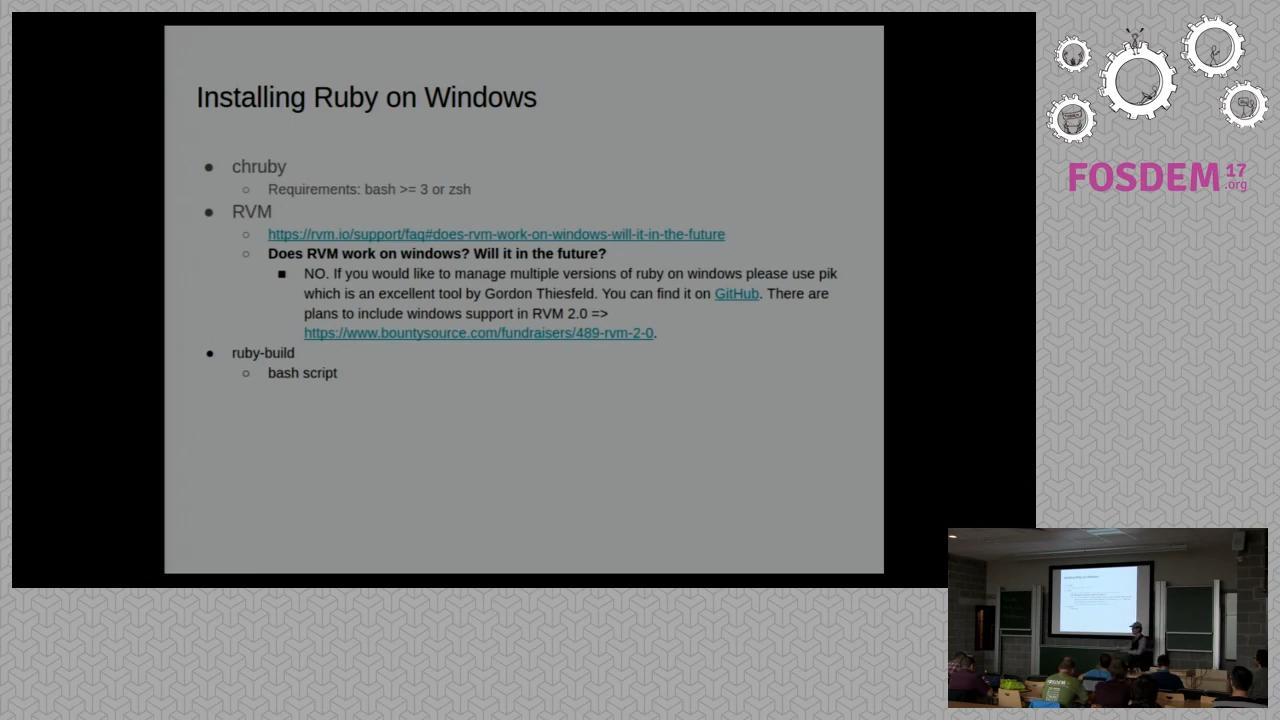 Installing Ruby on Windows
● chruby
○ Requirements: bash >= 3 or zsh
● RVM
○ https://rvm.io/support/faq#does-rvm-work-on-windows-will-it-in-the-future
○ Does RVM work on windows? Will it in the future?
■ NO. If you would like to manage multiple versions of ruby on windows please use pik
which is an excellent tool by Gordon Thiesfeld. You can find it on GitHub. There are
plans to include windows support in RVM 2.0 =>
https://www.bountysource.com/fundraisers/489-rvm-2-0.
● ruby-build
○ bash script
FOSDEM 17
.org